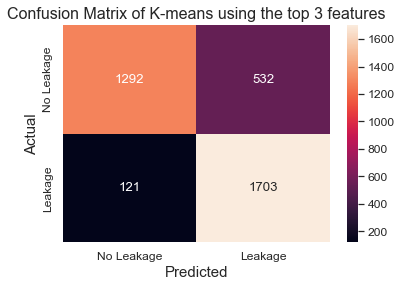 Confusion Matrix of K-means using the top 3 features
No Leakage
1292
532
Leakage
121
1703
Actual
No Leakage
Leakage
Predicted
1600
1400
1200
1000
800
600
400
200